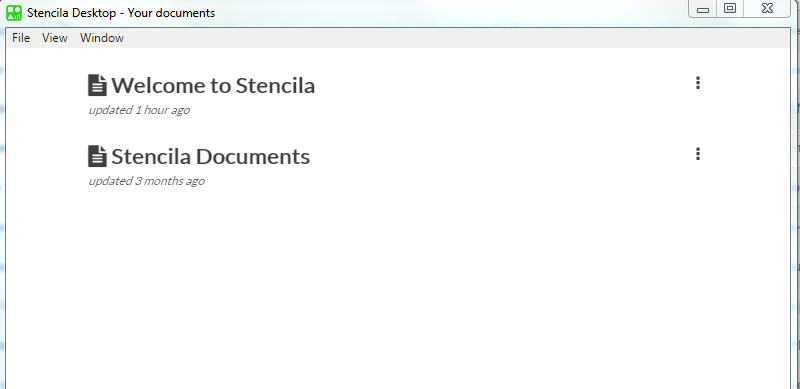 Stencila Desktop - Your documents
File View Window
Welcome to Stencila
updated 1 hour ago
Stencila Documents
updated 3 months ago